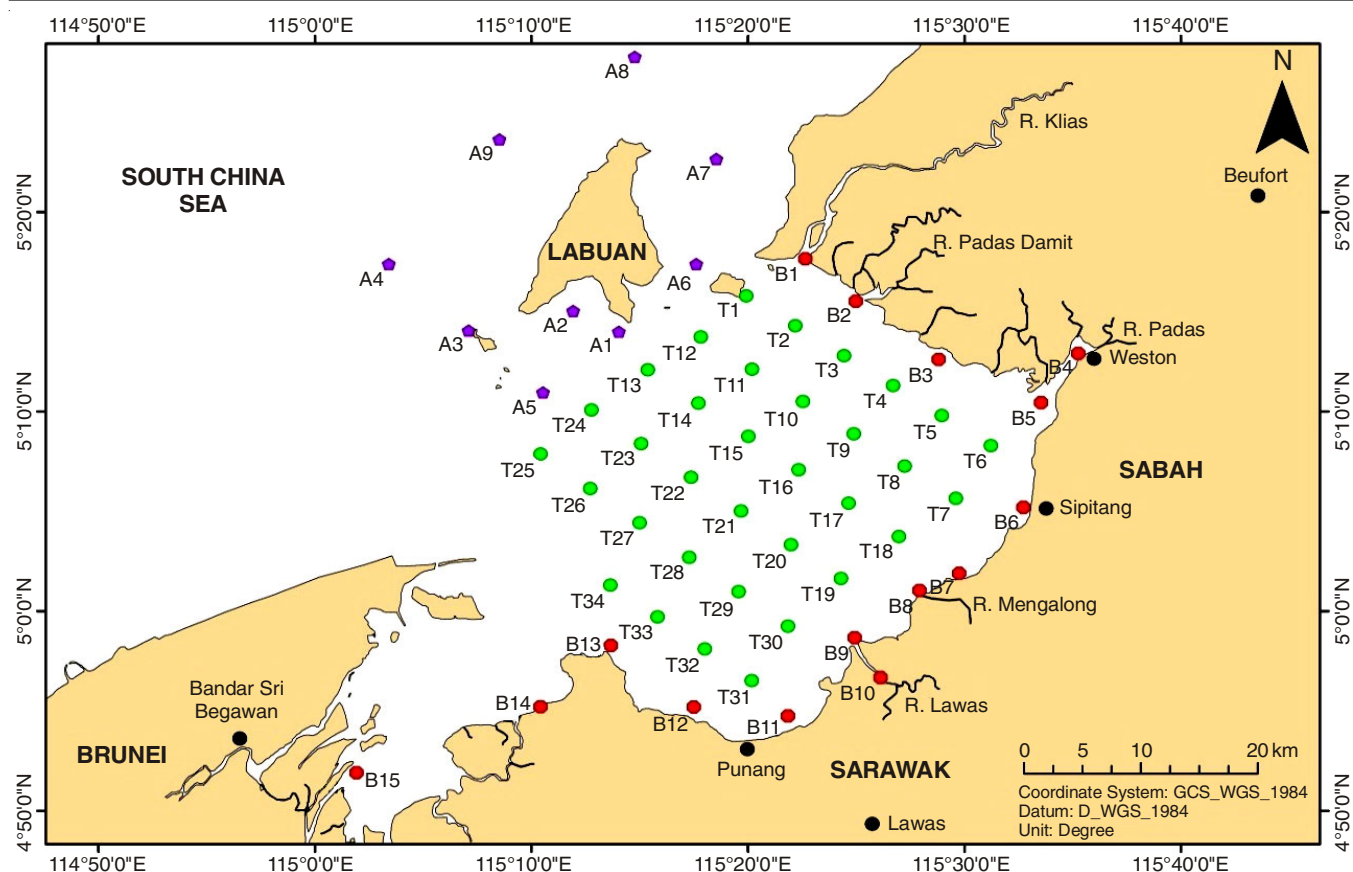 114°50'0"E 115°0'0"E 115°10'0"E 115°20'0"E 115°30'0"E 115°40'0"E
A8
N
R. Klias
A9
A7
SOUTH CHINA
SEA
Beufort
5°20'0"N
5°20'0"N
R. Padas Damit
LABUAN
B1
A4
A6
T1
B2
A2
A3
A1
T12
T2
R. Padas
Weston
B4
T13
T11
T3
B3
A5
T24
T14
T10
T4
B5
5°10'0"N
5°10'0"N
T25
T23
T15
T9
T5
T6
SABAH
T26
T22
T16
T8
T27
T21
T17
T7
B6
Sipitang
T28
T20
T18
T34
T29
T19
B7
B8
R. Mengalong
5°0'0"N
5°0'0"N
B13
T33
T30
T32
B9
T31
B10
R. Lawas
Bandar Sri
Begawan
B14
B12
B11
BRUNEI
B15
Punang
SARAWAK
0 5 10 20 km
Coordinate System: GCS_WGS_1984
Datum: D_WGS_1984
Unit: Degree
Lawas
4°50'0"N
4°50'0"N
114°50'0"E 115°0'0"E 115°10'0"E 115°20'0"E 115°30'0"E 115°40'0"E